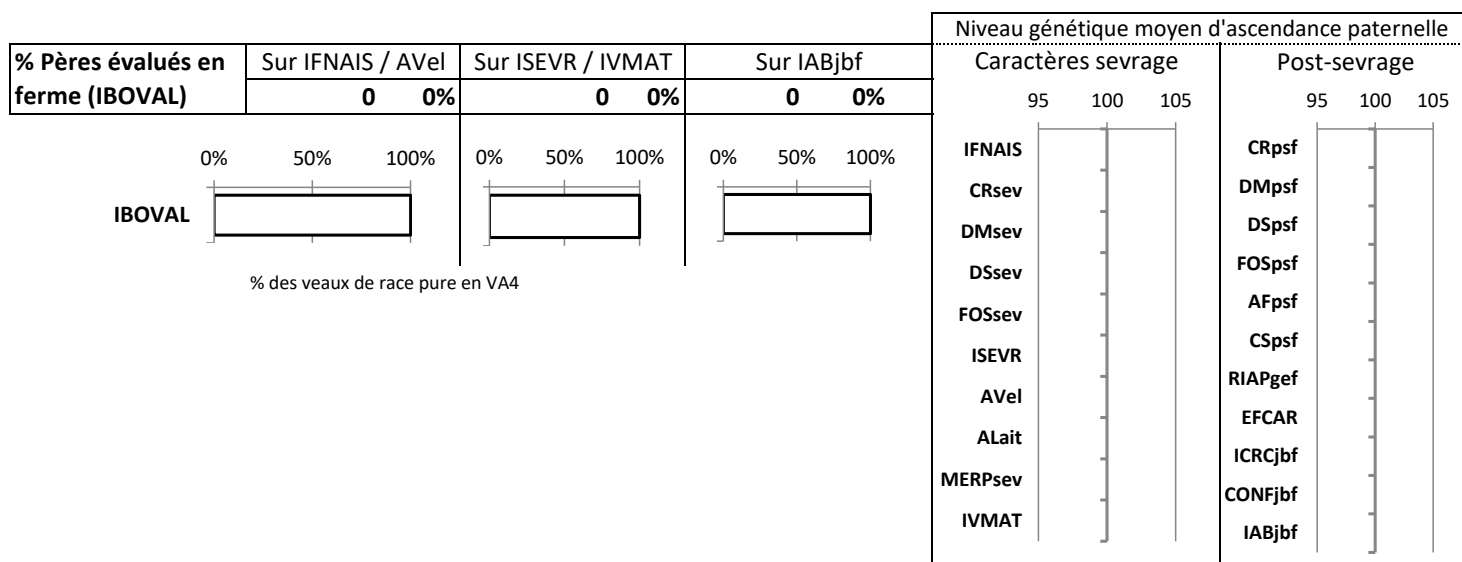 Niveau génétique moyen d'ascendance paternelle
% Pères évalués en ferme (IBOVAL)
Sur IFNAIS / AVel
Sur ISEVR / IVMAT
Sur IABjbf
0 0%
0 0%
0 0%
0% 50% 100%
0% 50% 100%
0% 50% 100%
IBOVAL
% des veaux de race pure en VA4
Caractères sevrage
95 100 105
IFNAIS
CRsev
DMsev
DSsev
FOSsev
ISEVR
AVel
ALait
MERPsev
IVMAT
Post-sevrage
95 100 105
CRpsf
DMpsf
DSpsf
FOSpsf
AFpsf
CSpsf
RIAPgef
EFCAR
ICRCjbf
CONFjbf
IABjbf